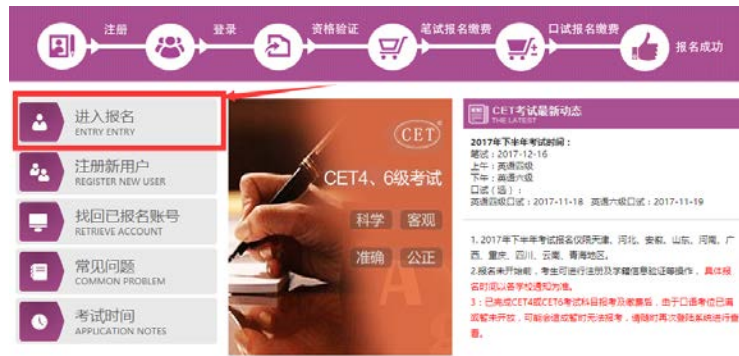 注册
登录
资格验证
笔试报名缴费
口试报名缴费
报名成功
进入报名
ENTRY ENTRY
注册新用户
REGISTER NEW USER
找回已报名账号
RETRIEVE ACCOUNT
常见问题
COMMON PROBLEM
考试时间
APPLICATION NOTES
CET
CET4、6级考试
科学 客观
准确 公正
CET考试最新动态
THE LATEST
2017年下半年考试时间：
笔试：2017-12-16
上午：英语四级
下午：英语六级
口试（选）：
英语四级口试：2017-11-18 英语六级口试：2017-11-19
1. 2017年下半年考试报名仅限天津、河北、安徽、山东、河南、广
西、重庆、四川、云南、青海地区。
2.报名未开始前，考生可进行注册及学籍信息验证等操作，具体报
名时间以各学校通知为准。
3：已完成CET4或CET6考试科目报考及缴费后，由于口语考位已满
或暂未开放，可能会造成暂时无法报考，请随时再次登陆系统进行查
看。